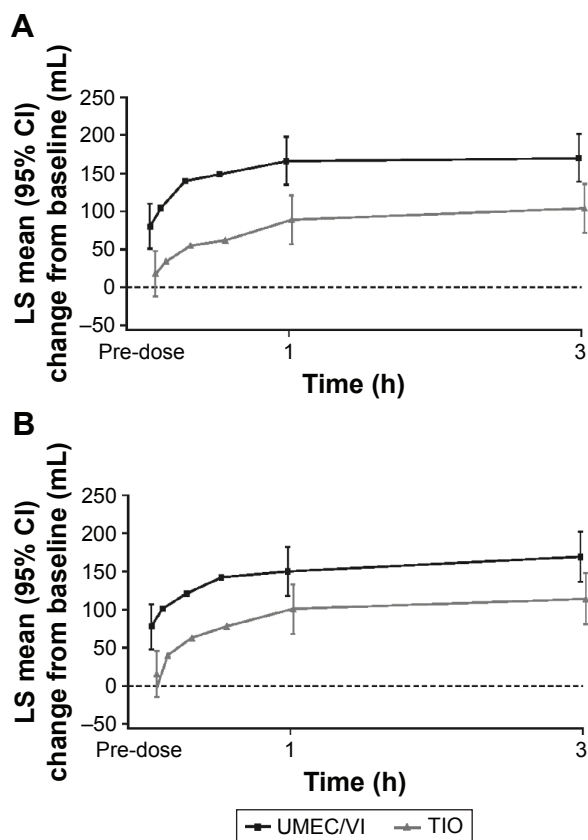 A
LS mean (95% CI)
change from baseline (mL)
250
200
150
100
50
0
–50
Pre-dose
1
3
Time (h)
B
LS mean (95% CI)
change from baseline (mL)
250
200
150
100
50
0
–50
Pre-dose
1
3
Time (h)
UMEC/VI
TIO